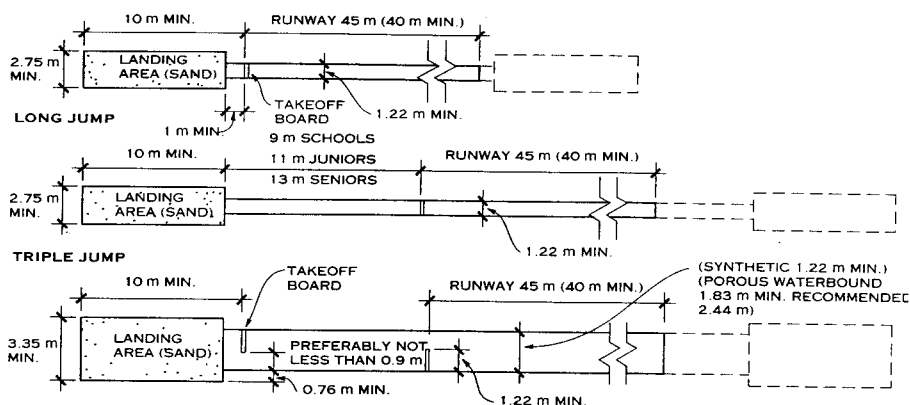 10 m MIN.
RUNWAY 45 m (40 m MIN.)
2.75 m
MIN.
LANDING
AREA (SAND)
TAKEOFF
BOARD
1.22 m MIN.
LONG JUMP
1 m MIN.
9 m SCHOOLS
10 m MIN.
11 m JUNIORS
RUNWAY 45 m (40 m MIN.)
13 m SENIORS
2.75 m
MIN.
LANDING
AREA (SAND)
1.22 m MIN.
TRIPLE JUMP
10 m MIN.
TAKEOFF
BOARD
RUNWAY 45 m (40 m MIN.)
(SYNTHETIC 1.22 m MIN.)
(POROUS WATERBOUND
1.83 m MIN. RECOMMENDED
2.44 m)
3.35 m
MIN.
LANDING
AREA (SAND)
PREFERABLY NOT
LESS THAN 0.9 m
0.76 m MIN.
1.22 m MIN.